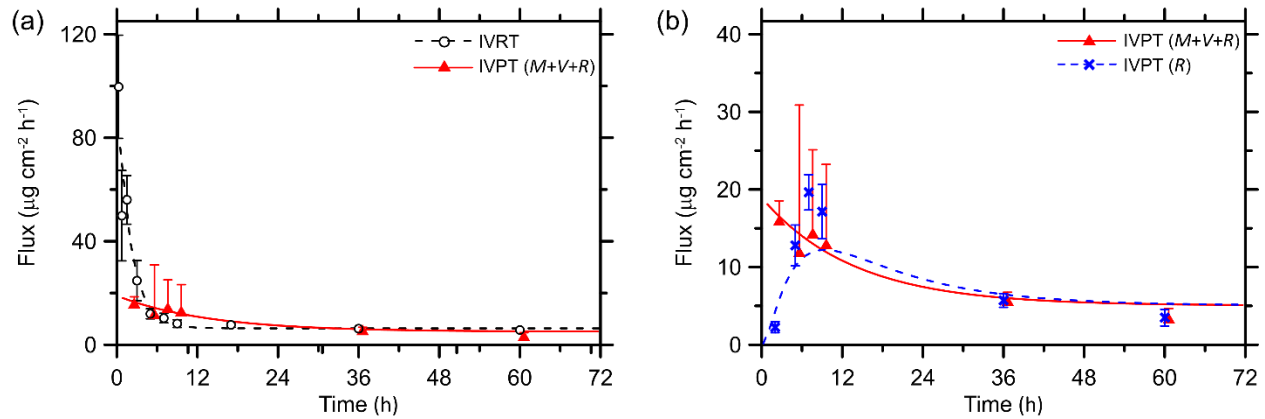 (a)
120
80
40
0
Flux (µg cm⁻² h⁻¹)
IVRT
IVPT (M+V+R)
0 12 24 36 48 60 72
Time (h)
(b)
40
30
20
10
0
Flux (µg cm⁻² h⁻¹)
IVPT (M+V+R)
IVPT (R)
0 12 24 36 48 60 72
Time (h)